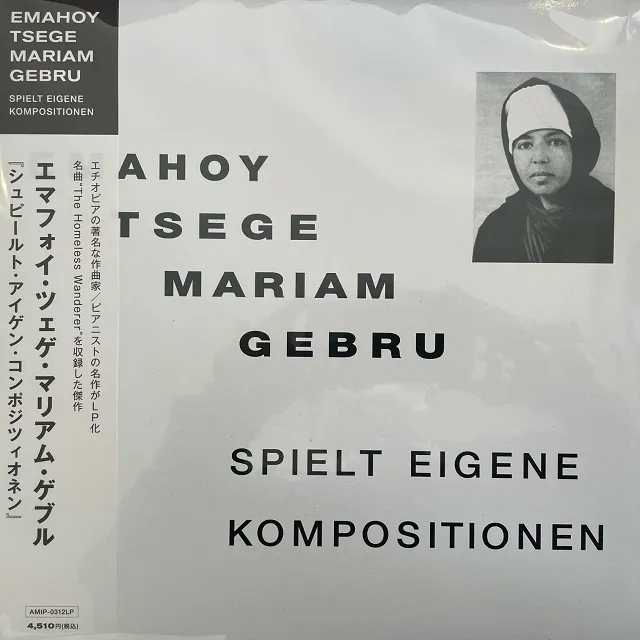 EMAHOY
TSEGE
MARIAM
GEBRU
SPIELT EIGENE
KOMPOSITIONEN
エチオピアの著名な作曲家/ピアニストの名作がLP化
名曲"The Homeless Wanderer"を収録した傑作
エマフォイ・ツェゲ・マリアム・ゲブル
『シュピールト・アイゲン・コンポジツィオネン』
AMIP-0312LP
4,510円(税込)
AHOY
TSEGE
MARIAM
GEBRU
SPIELT EIGENE
KOMPOSITIONEN